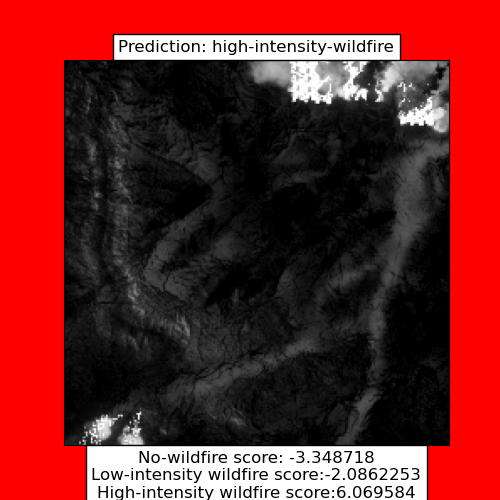 Prediction: high-intensity-wildfire
No-wildfire score: -3.348718
Low-intensity wildfire score:-2.0862253
High-intensity wildfire score:6.069584